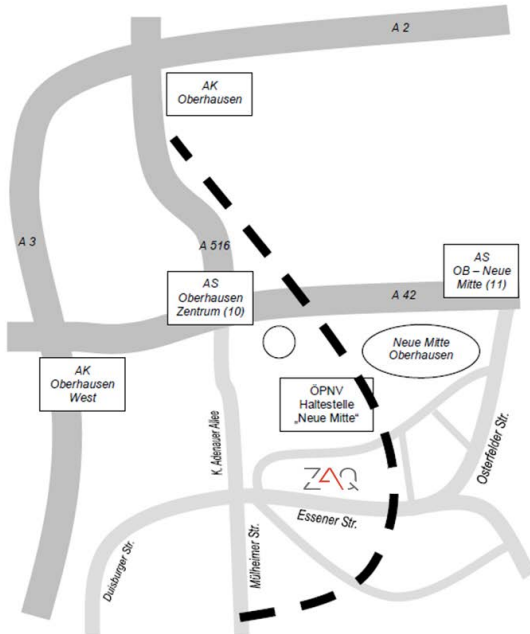 A 2
AK
Oberhausen
A 3
A 516
AS
OB – Neue
Mitte (11)
AS
Oberhausen
Zentrum (10)
A 42
Neue Mitte
Oberhausen
AK
Oberhausen
West
ÖPNV
Haltestelle
„Neue Mitte“
K. Adenauer Allee
Osterfelder Str.
ZAQ
Essener Str.
Duisburger Str.
Mülheimer Str.